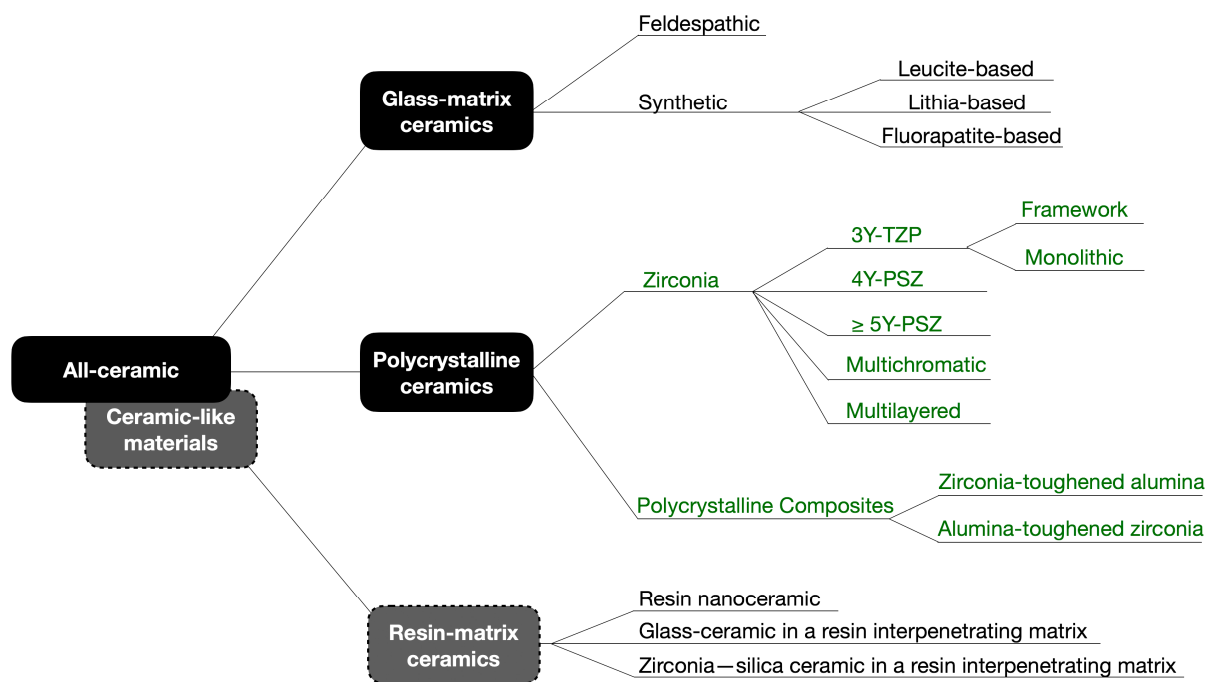 Feldespathic
Glass-matrix
ceramics
Synthetic
Leucite-based
Lithia-based
Fluorapatite-based
All-ceramic
Ceramic-like
materials
Polycrystalline
ceramics
Zirconia
3Y-TZP
Framework
Monolithic
4Y-PSZ
≥ 5Y-PSZ
Multichromatic
Multilayered
Polycrystalline Composites
Zirconia-toughened alumina
Alumina-toughened zirconia
Resin-matrix
ceramics
Resin nanoceramic
Glass-ceramic in a resin interpenetrating matrix
Zirconia—silica ceramic in a resin interpenetrating matrix